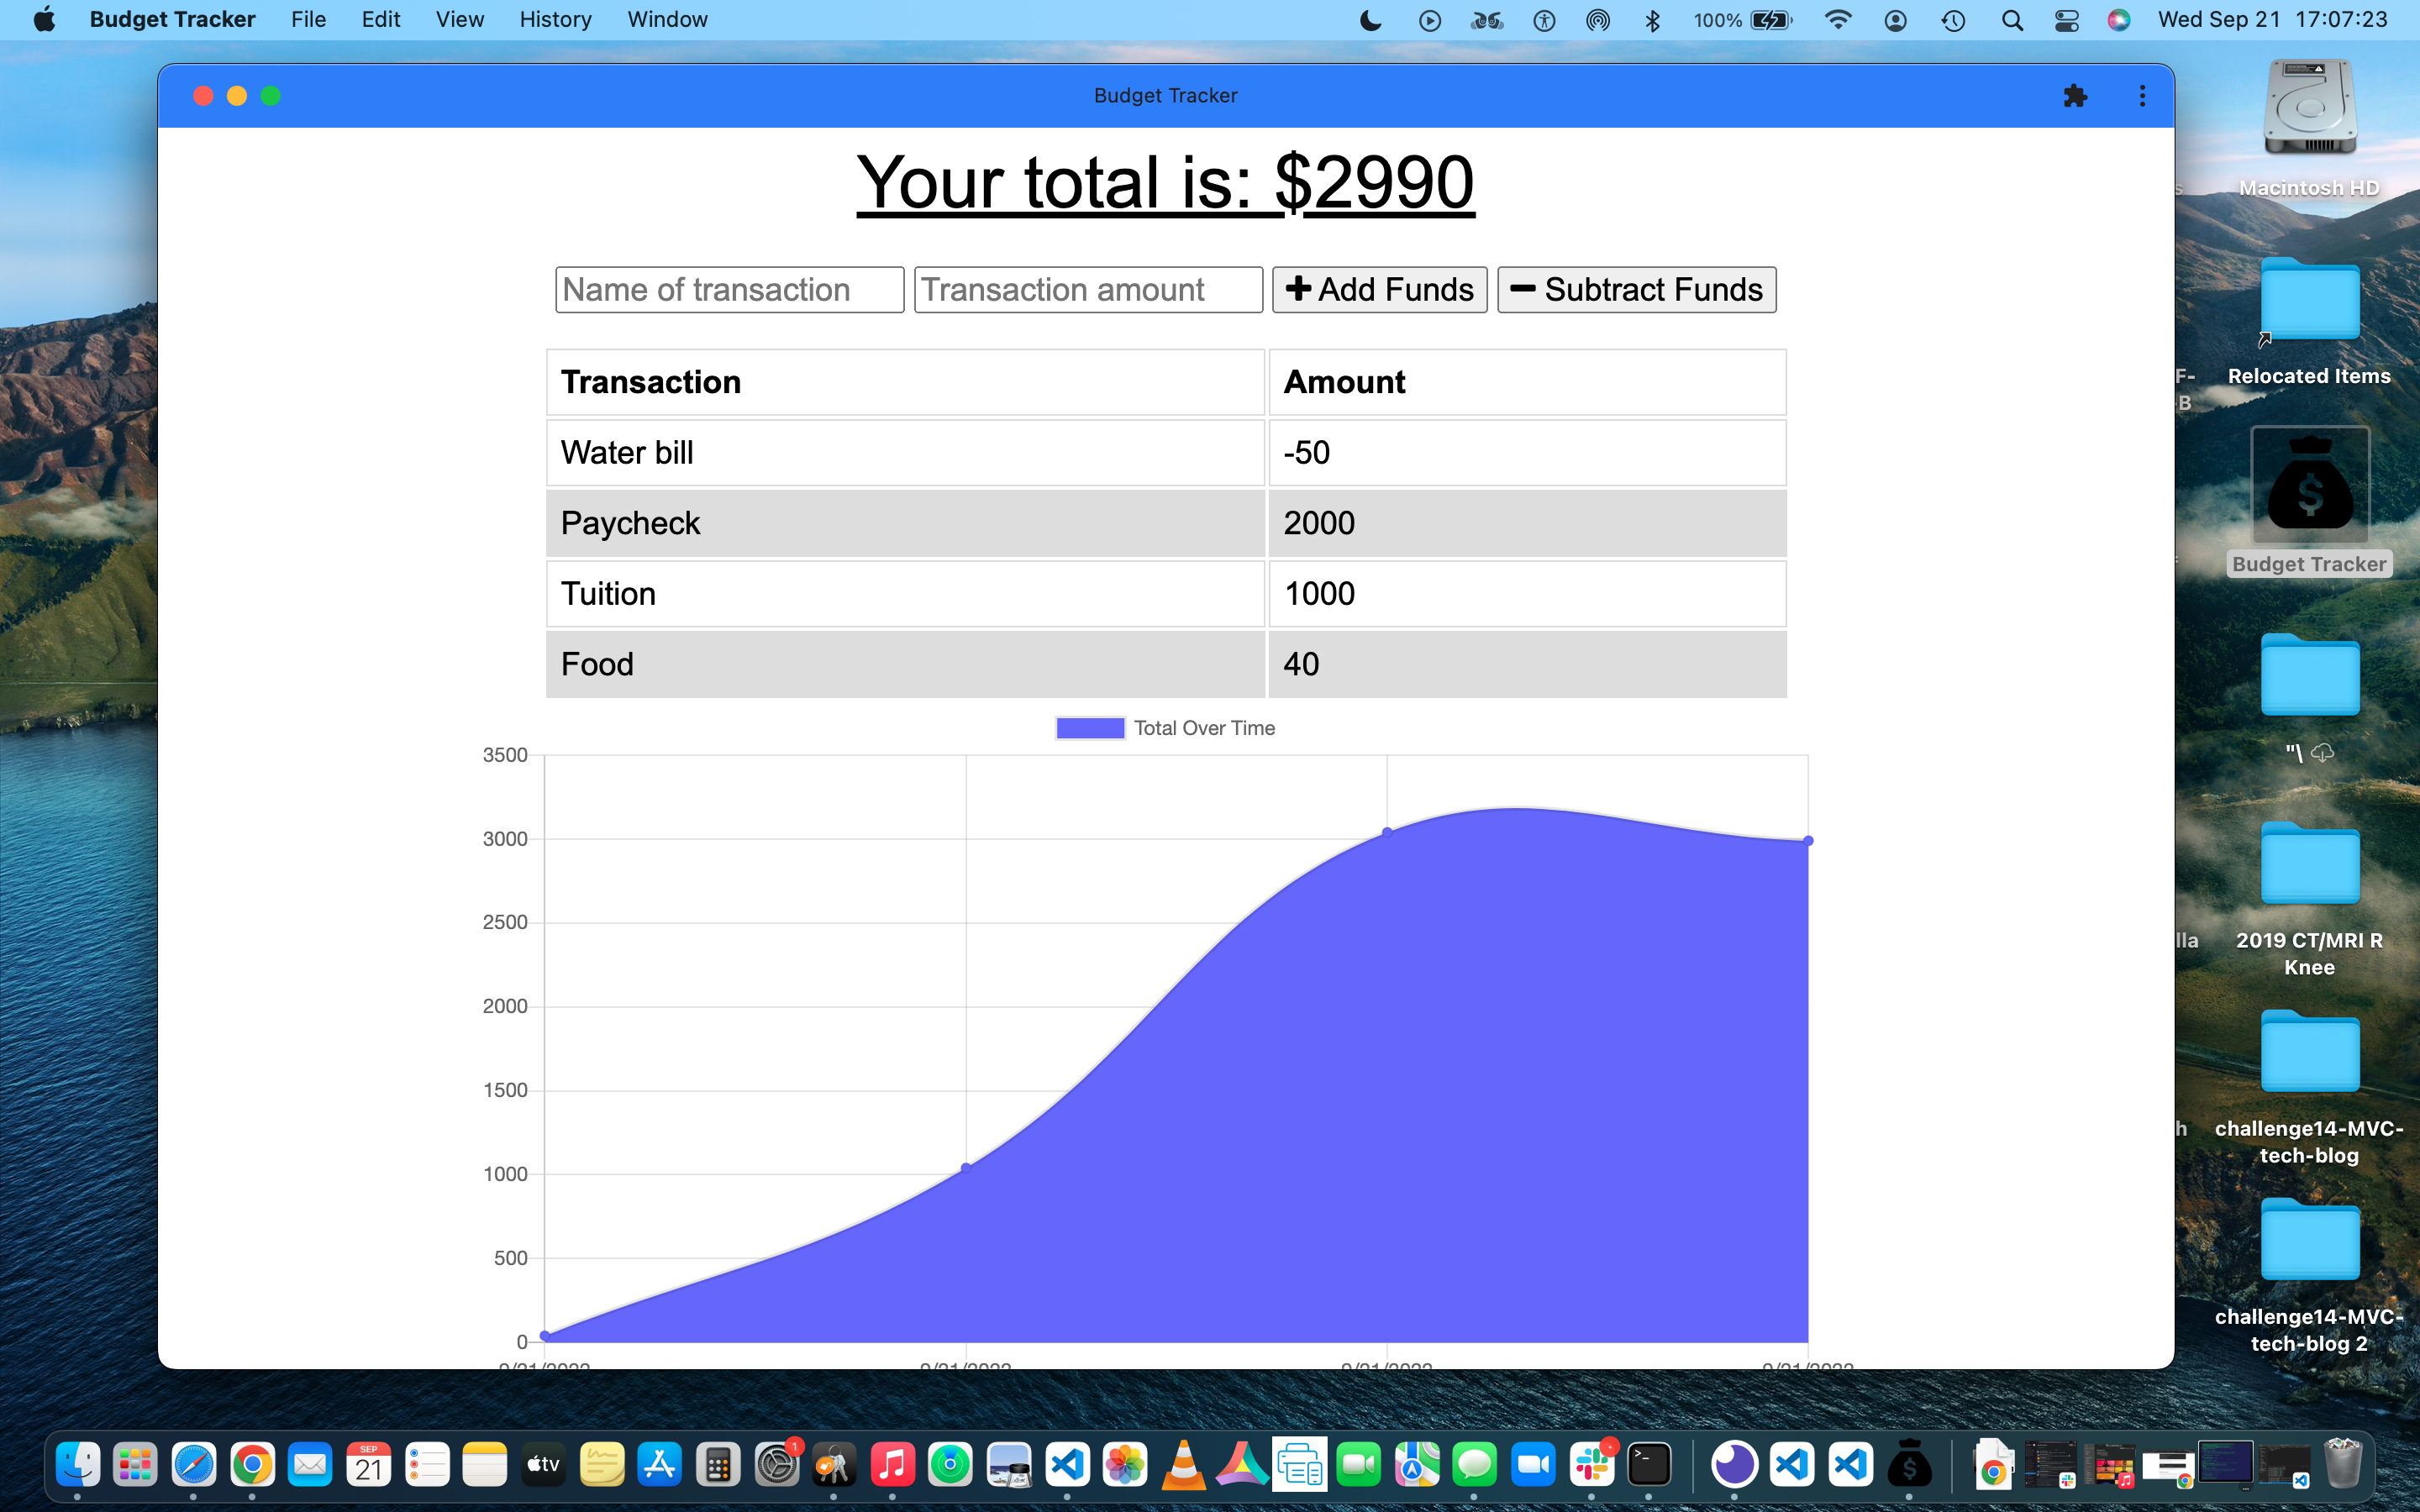 Budget Tracker File Edit View History Window 100% Wed Sep 21 17:07:23
Budget Tracker
Your total is: $2990
Name of transaction Transaction amount Add Funds Subtract Funds
Transaction Amount
Water bill -50
Paycheck 2000
Tuition 1000
Food 40
Total Over Time
3500
3000
2500
2000
1500
1000
500
0
Macintosh HD
Relocated Items
F-
B
Budget Tracker
"\
lla
2019 CT/MRI R
Knee
h
challenge14-MVC-
tech-blog
challenge14-MVC-
tech-blog 2
SEP
21
tv
1